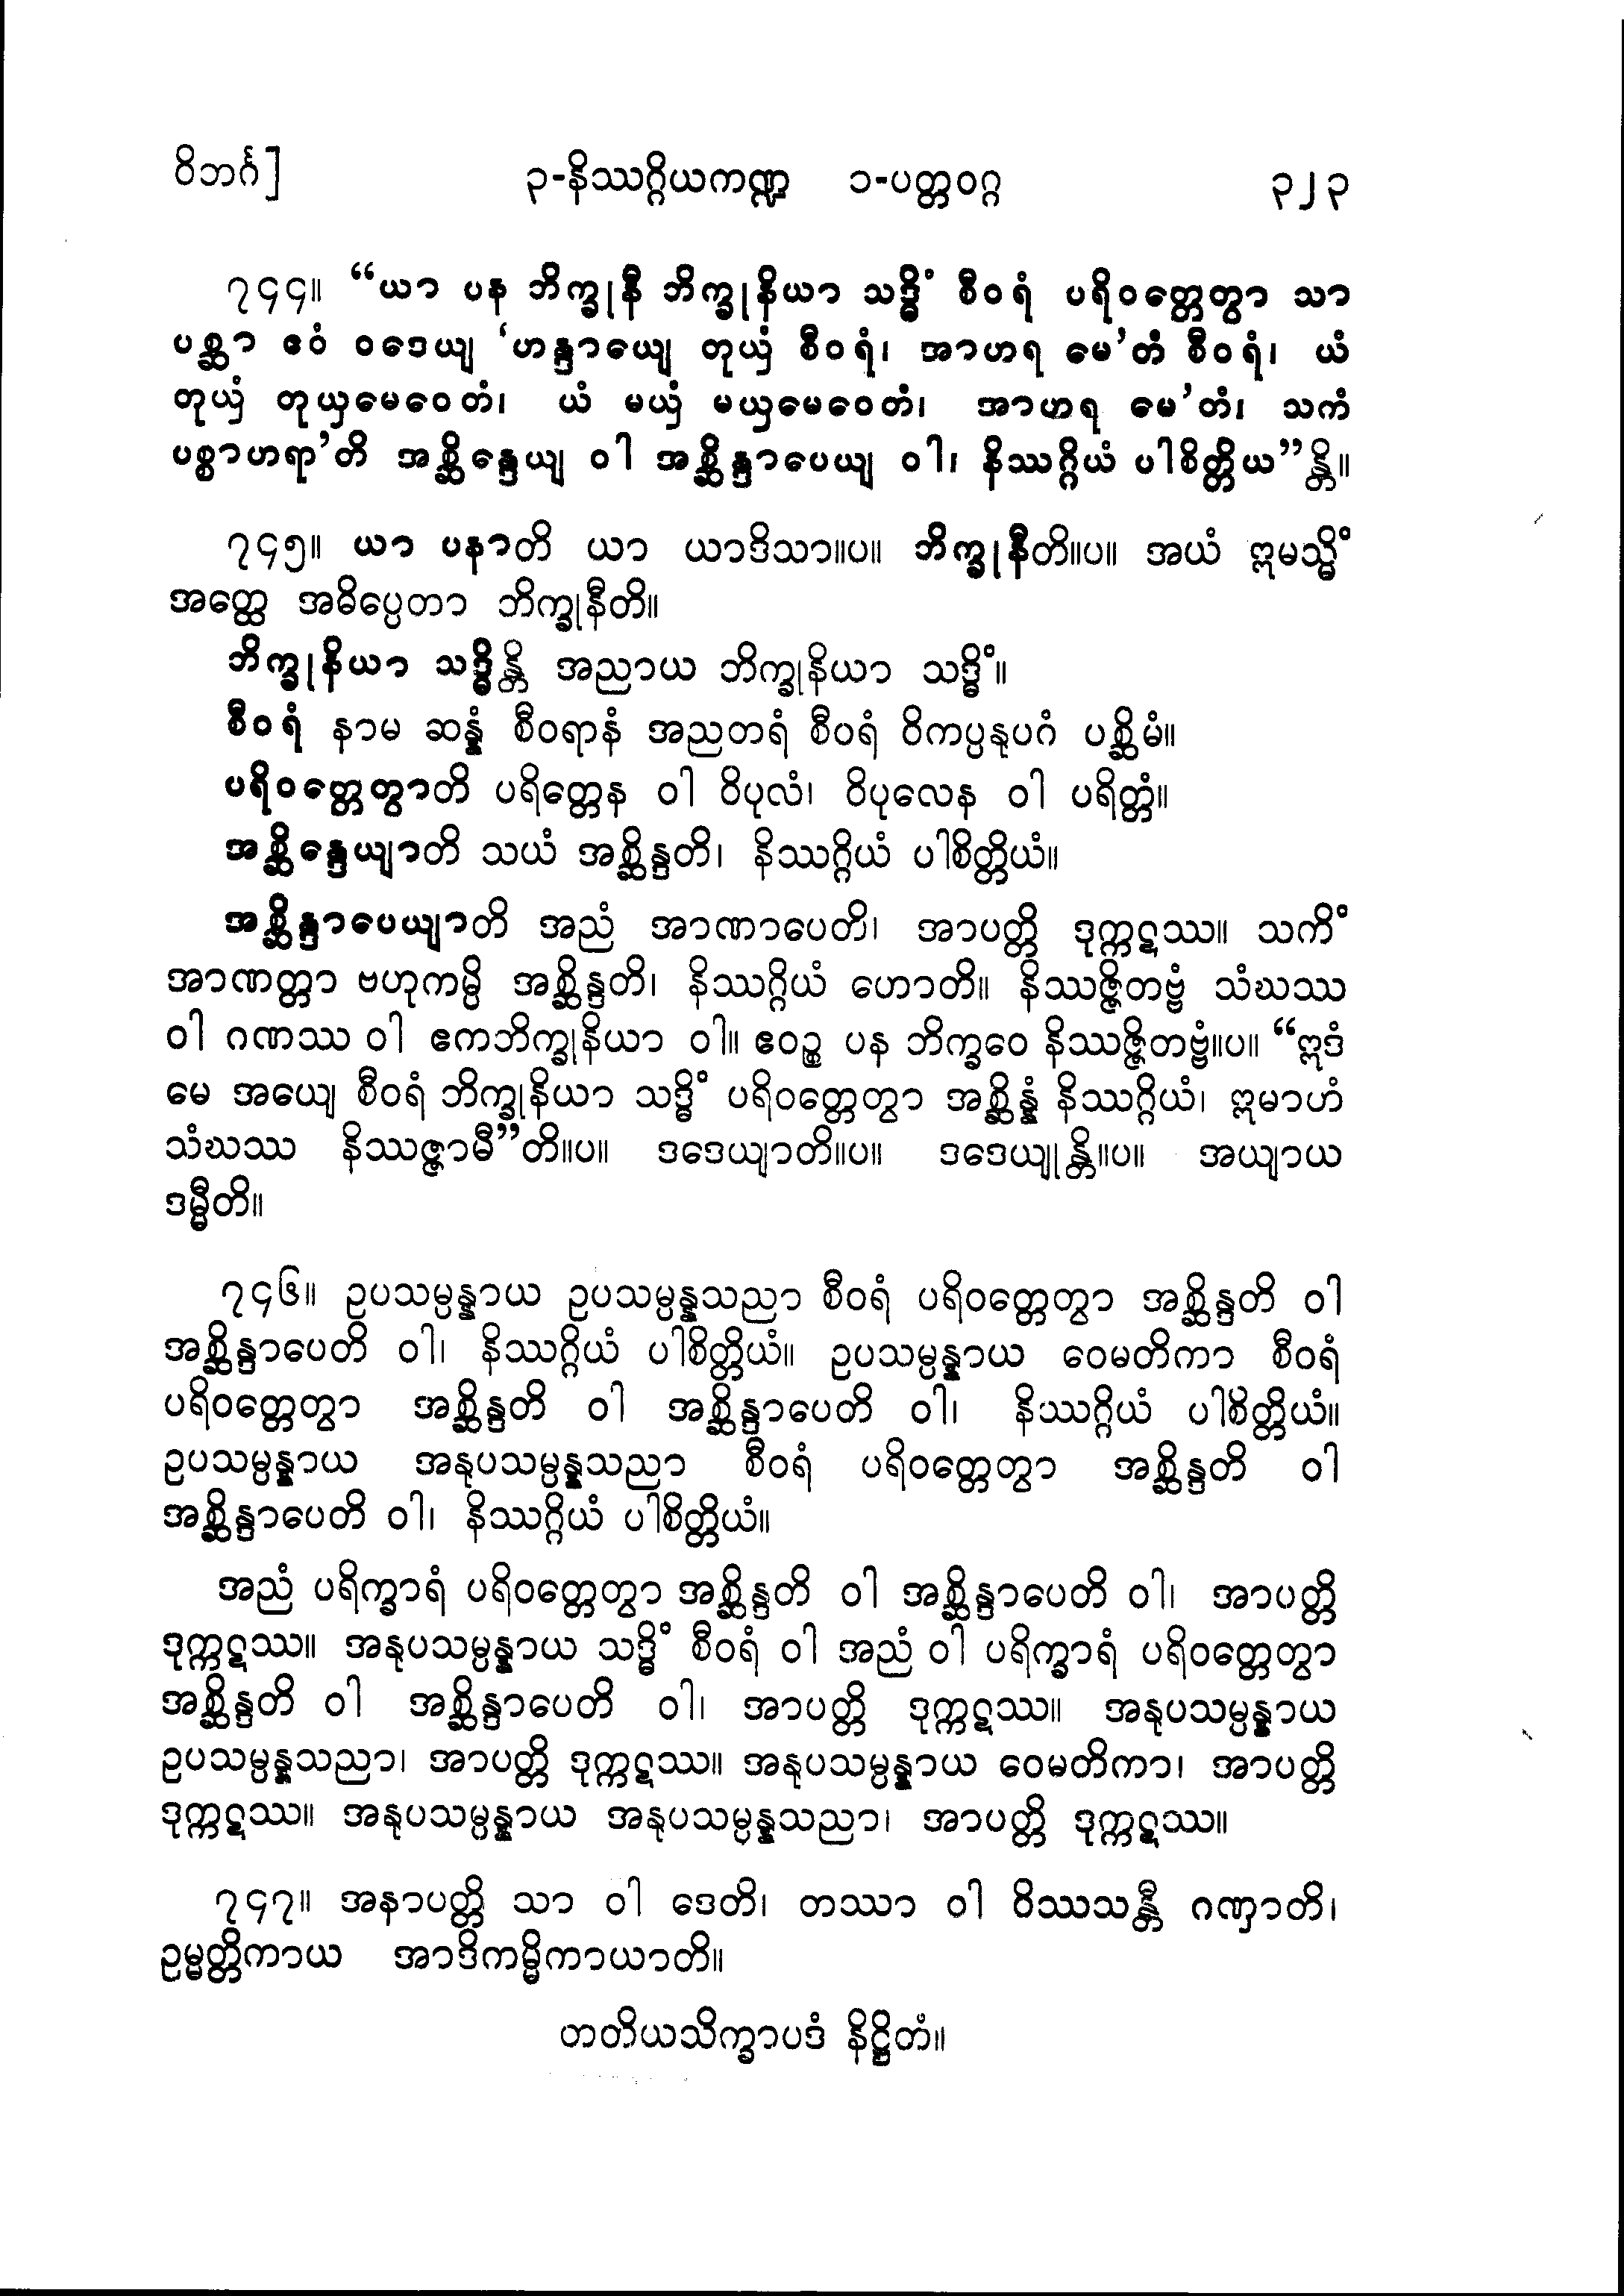 ဝိဘင်္ဂ]
၃-နိဿဂ္ဂိယကဏ္ဍ ၁-ပတ္တဝဂ္ဂ
၃၂၃
၇၄၄။ “ယာ ပန ဘိက္ခုနီ ဘိက္ခုနိယာ သဒ္ဓိံ စီဝရံ ပရိဝတ္တေတွာ သာ
ပစ္ဆာ ဧဝံ ဝဒေယျ ‘ဟန္ဒာယျေ တုယှံ စီဝရံ၊ အာဟရ မေ’တံ စီဝရံ၊ ယံ
တုယှံ တုယှမေဝေတံ၊ ယံ မယှံ မယှမေဝေတံ၊ အာဟရ မေ’တံ၊ သကံ
ပစ္စာဟရာ’တိ အစ္ဆိန္ဒေယျ ဝါ အစ္ဆိန္ဒာပေယျ ဝါ၊ နိဿဂ္ဂိယံ ပါစိတ္တိယ”န္တိ။
၇၄၅။ ယာ ပနာတိ ယာ ယာဒိသာ။ပ။ ဘိက္ခုနီတိ။ပ။ အယံ ဣမသ္မိံ
အတ္ထေ အဓိပ္ပေတာ ဘိက္ခုနီတိ။
ဘိက္ခုနိယာ သဒ္ဓိန္တိ အညာယ ဘိက္ခုနိယာ သဒ္ဓိံ။
စီဝရံ နာမ ဆန္နံ စီဝရာနံ အညတရံ စီဝရံ ဝိကပ္ပနုပဂံ ပစ္ဆိမံ။
ပရိဝတ္တေတွာတိ ပရိတ္တေန ဝါ ဝိပုလံ၊ ဝိပုလေန ဝါ ပရိတ္တံ။
အစ္ဆိန္ဒေယျာတိ သယံ အစ္ဆိန္ဒတိ၊ နိဿဂ္ဂိယံ ပါစိတ္တိယံ။
အစ္ဆိန္ဒာပေယျာတိ အညံ အာဏာပေတိ၊ အာပတ္တိ ဒုက္ကဋဿ။ သကိံ
အာဏတ္တာ ဗဟုကမ္ပိ အစ္ဆိန္ဒတိ၊ နိဿဂ္ဂိယံ ဟောတိ။ နိဿဇ္ဇိတဗ္ဗံ သံဃဿ
ဝါ ဂဏဿ ဝါ ဧကဘိက္ခုနိယာ ဝါ။ ဧဝဉ္စ ပန ဘိက္ခဝေ နိဿဇ္ဇိတဗ္ဗံ။ပ။ “ဣဒံ
မေ အယျေ စီဝရံ ဘိက္ခုနိယာ သဒ္ဓိံ ပရိဝတ္တေတွာ အစ္ဆိန္နံ နိဿဂ္ဂိယံ၊ ဣမာဟံ
သံဃဿ နိဿဇ္ဇာမီ”တိ။ပ။ ဒဒေယျာတိ။ပ။ ဒဒေယျုန္တိ။ပ။ အယျာယ
ဒမ္မီတိ။
၇၄၆။ ဥပသမ္ပန္နာယ ဥပသမ္ပန္နသညာ စီဝရံ ပရိဝတ္တေတွာ အစ္ဆိန္ဒတိ ဝါ
အစ္ဆိန္ဒာပေတိ ဝါ၊ နိဿဂ္ဂိယံ ပါစိတ္တိယံ။ ဥပသမ္ပန္နာယ ဝေမတိကာ စီဝရံ
ပရိဝတ္တေတွာ အစ္ဆိန္ဒတိ ဝါ အစ္ဆိန္ဒာပေတိ ဝါ၊ နိဿဂ္ဂိယံ ပါစိတ္တိယံ။
ဥပသမ္ပန္နာယ အနုပသမ္ပန္နသညာ စီဝရံ ပရိဝတ္တေတွာ အစ္ဆိန္ဒတိ ဝါ
အစ္ဆိန္ဒာပေတိ ဝါ၊ နိဿဂ္ဂိယံ ပါစိတ္တိယံ။
အညံ ပရိက္ခာရံ ပရိဝတ္တေတွာ အစ္ဆိန္ဒတိ ဝါ အစ္ဆိန္ဒာပေတိ ဝါ၊ အာပတ္တိ
ဒုက္ကဋဿ။ အနုပသမ္ပန္နာယ သဒ္ဓိံ စီဝရံ ဝါ အညံ ဝါ ပရိက္ခာရံ ပရိဝတ္တေတွာ
အစ္ဆိန္ဒတိ ဝါ အစ္ဆိန္ဒာပေတိ ဝါ၊ အာပတ္တိ ဒုက္ကဋဿ။ အနုပသမ္ပန္နာယ
ဥပသမ္ပန္နသညာ၊ အာပတ္တိ ဒုက္ကဋဿ။ အနုပသမ္ပန္နာယ ဝေမတိကာ၊ အာပတ္တိ
ဒုက္ကဋဿ။ အနုပသမ္ပန္နာယ အနုပသမ္ပန္နသညာ၊ အာပတ္တိ ဒုက္ကဋဿ။
၇၄၇။ အနာပတ္တိ သာ ဝါ ဒေတိ၊ တဿာ ဝါ ဝိဿသန္တီ ဂဏှာတိ၊
ဥမ္မတ္တိကာယ အာဒိကမ္မိကာယာတိ။
တတိယသိက္ခာပဒံ နိဋ္ဌိတံ။